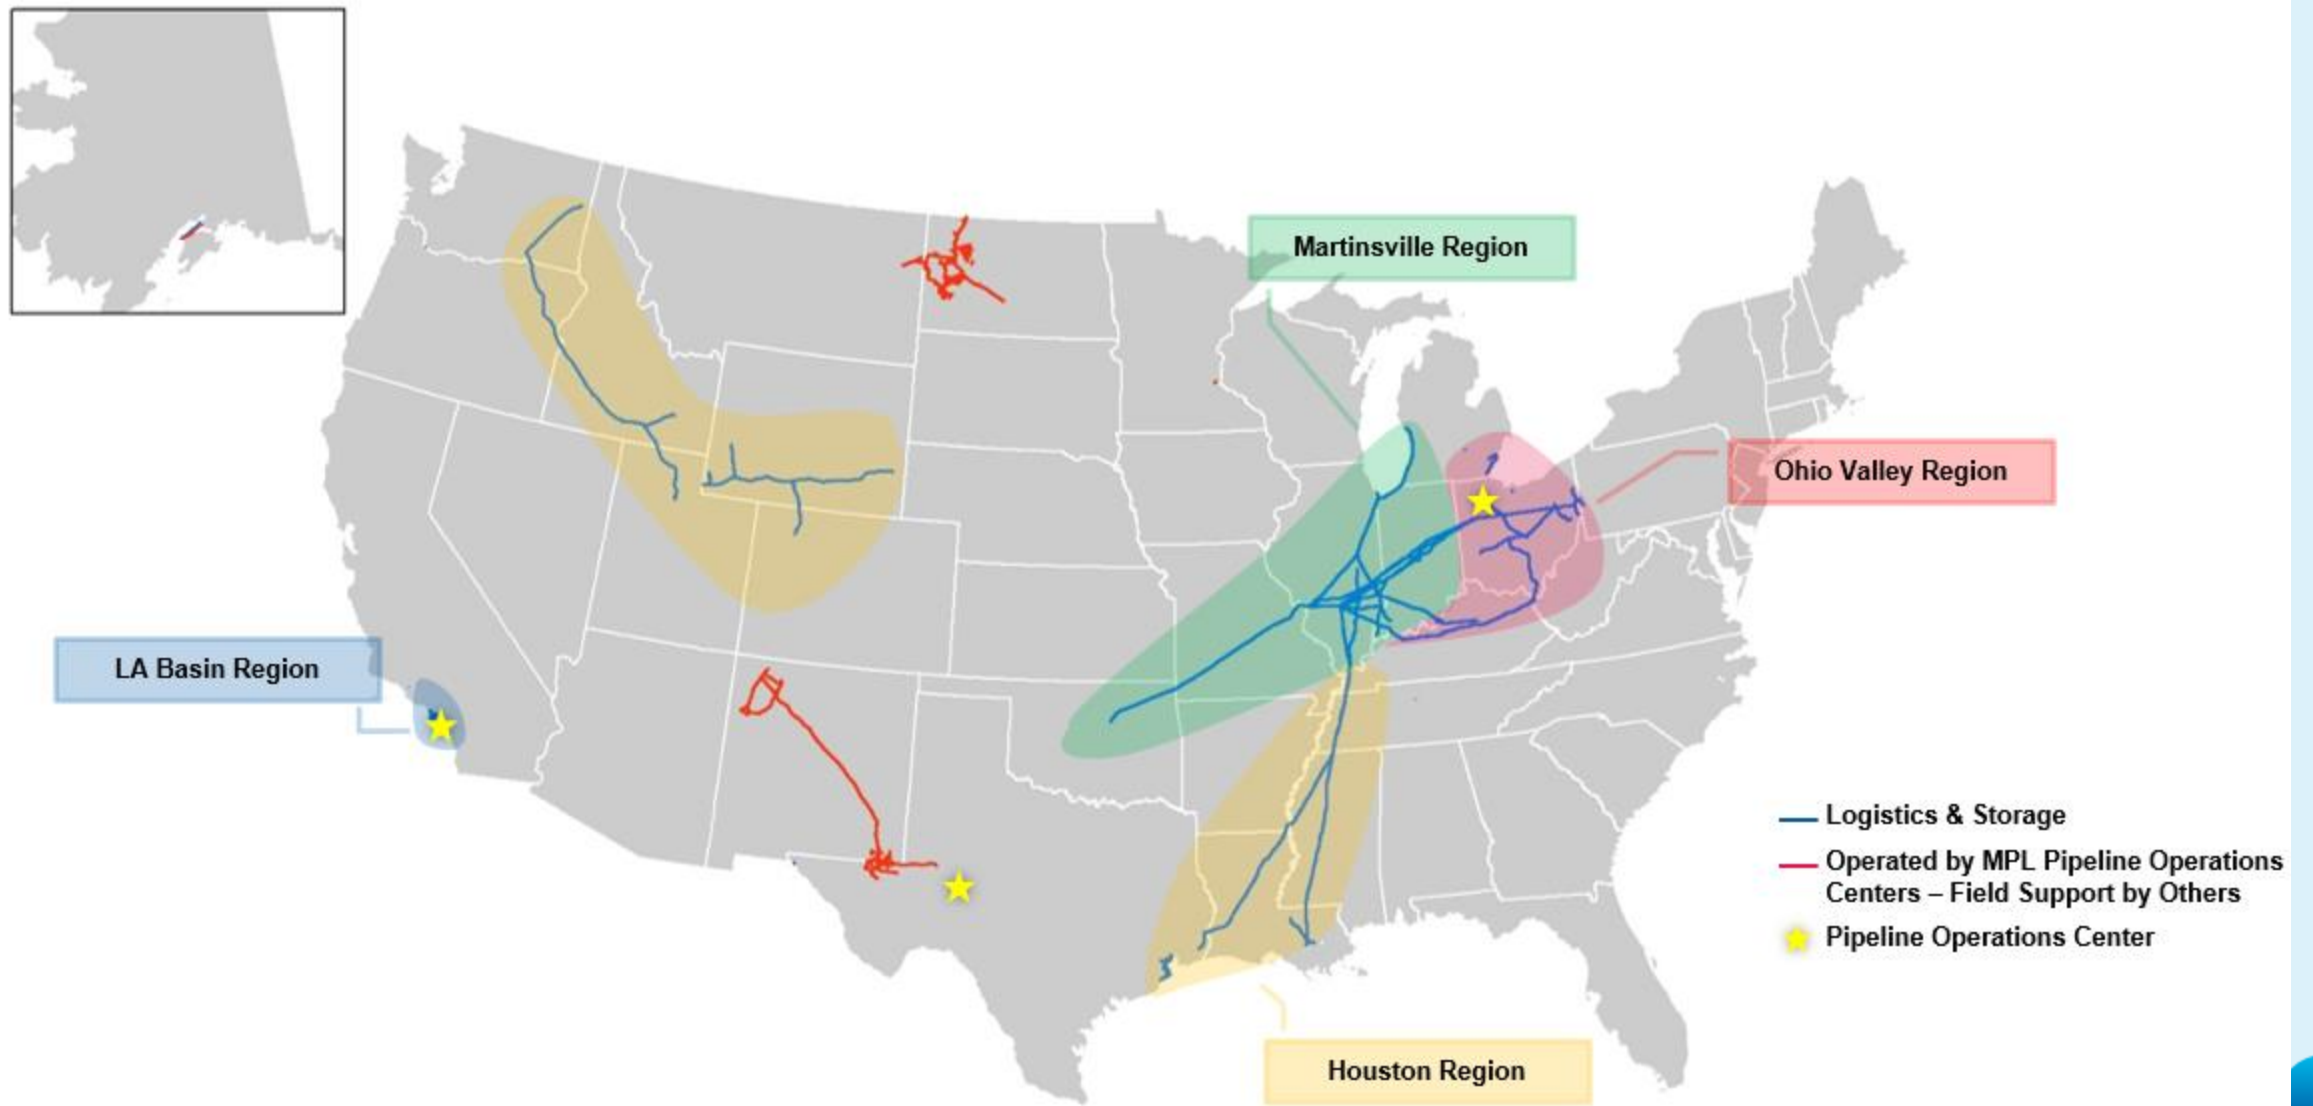 Martinsville Region
Ohio Valley Region
LA Basin Region
Logistics & Storage
Operated by MPL Pipeline Operations
Centers – Field Support by Others
Pipeline Operations Center
Houston Region